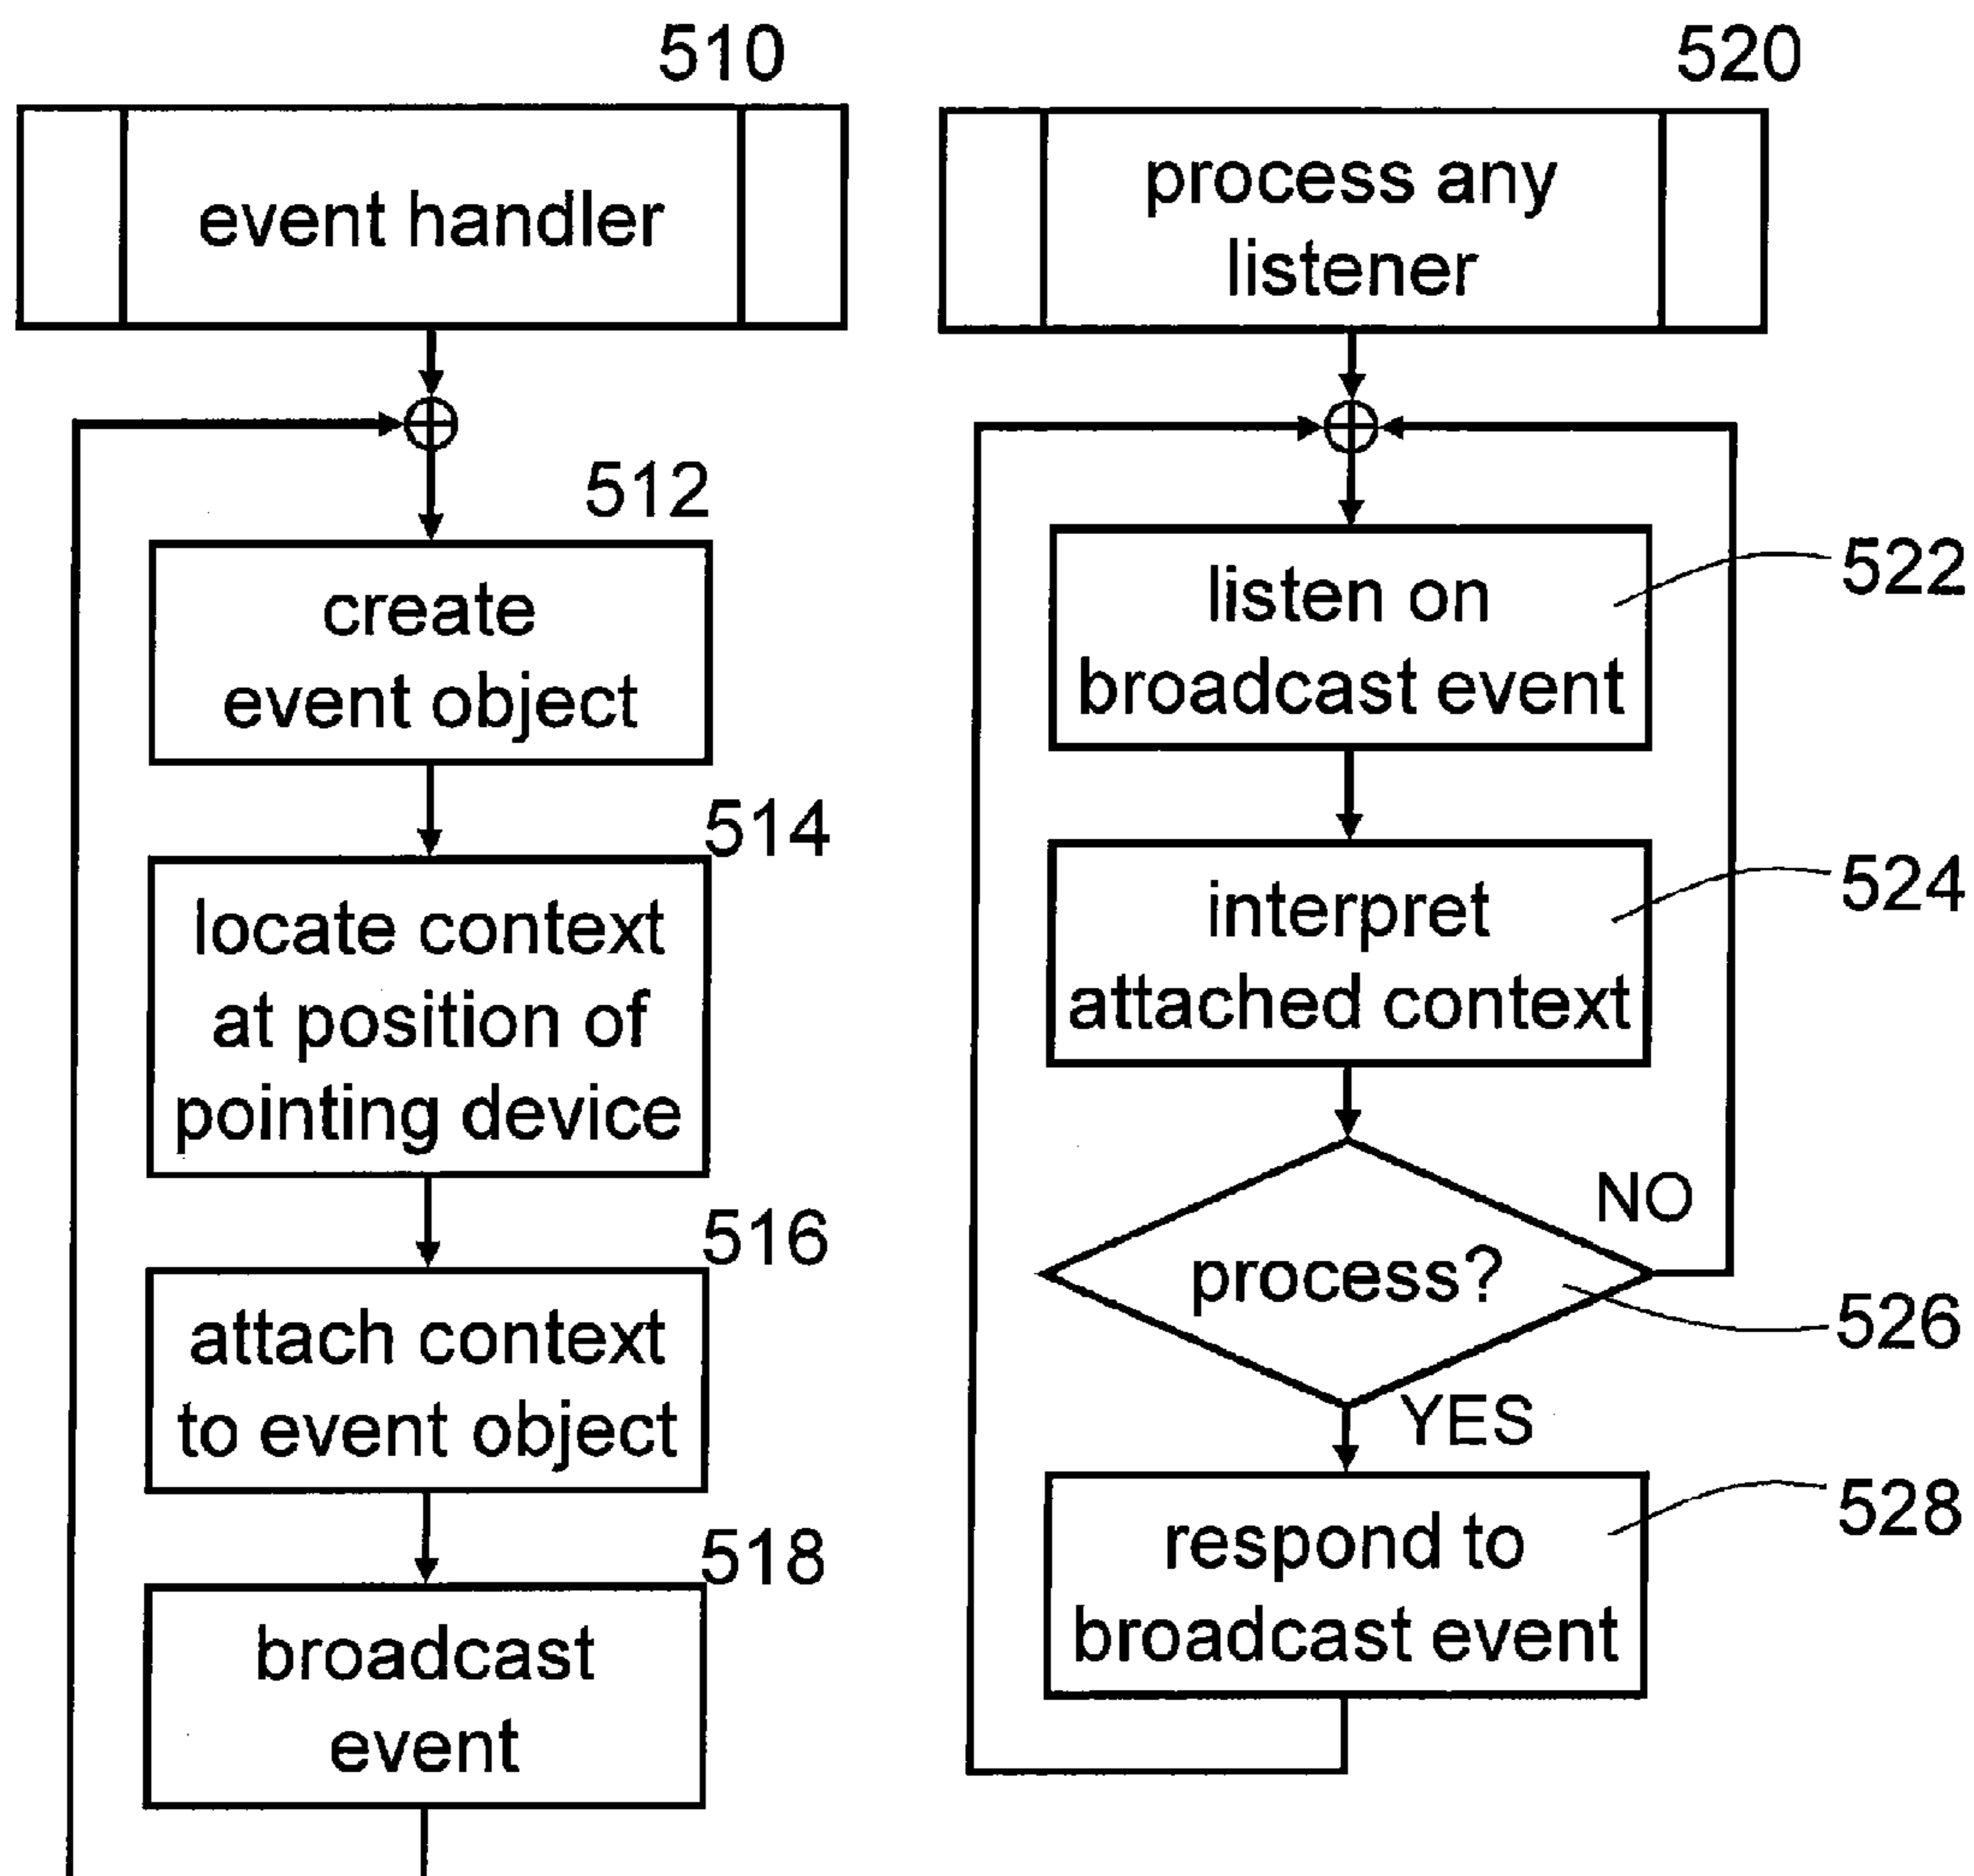 510
event handler
512
create
event object
514
locate context
at position of
pointing device
516
attach context
to event object
518
broadcast
event
520
process any
listener
522
listen on
broadcast event
524
interpret
attached context
NO
process?
526
YES
528
respond to
broadcast event